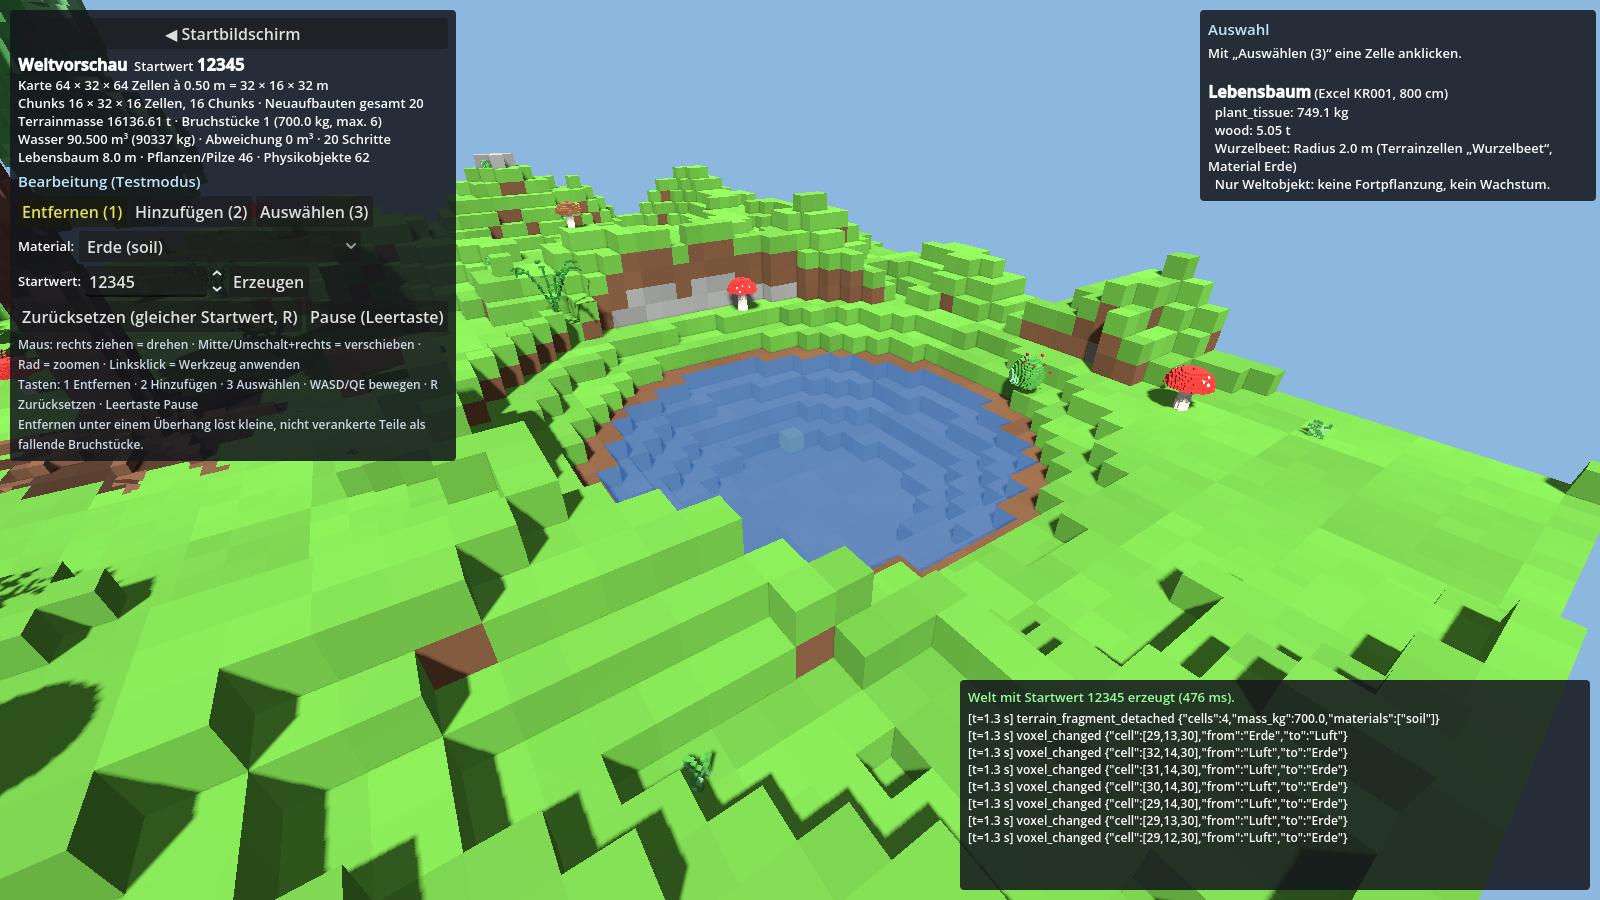 ◀ Startbildschirm
Weltvorschau Startwert 12345
Karte 64 × 32 × 64 Zellen à 0.50 m = 32 × 16 × 32 m
Chunks 16 × 32 × 16 Zellen, 16 Chunks · Neuaufbauten gesamt 20
Terrainmasse 16136.61 t · Bruchstücke 1 (700.0 kg, max. 6)
Wasser 90.500 m³ (90337 kg) · Abweichung 0 m³ · 20 Schritte
Lebensbaum 8.0 m · Pflanzen/Pilze 46 · Physikobjekte 62
Bearbeitung (Testmodus)
Entfernen (1) Hinzufügen (2) Auswählen (3)
Material: Erde (soil)
Startwert: 12345 Erzeugen
Zurücksetzen (gleicher Startwert, R) Pause (Leertaste)
Maus: rechts ziehen = drehen · Mitte/Umschalt+rechts = verschieben ·
Rad = zoomen · Linksklick = Werkzeug anwenden
Tasten: 1 Entfernen · 2 Hinzufügen · 3 Auswählen · WASD/QE bewegen · R
Zurücksetzen · Leertaste Pause
Entfernen unter einem Überhang löst kleine, nicht verankerte Teile als
fallende Bruchstücke.
Auswahl
Mit „Auswählen (3)“ eine Zelle anklicken.
Lebensbaum (Excel KR001, 800 cm)
plant_tissue: 749.1 kg
wood: 5.05 t
Wurzelbeet: Radius 2.0 m (Terrainzellen „Wurzelbeet“,
Material Erde)
Nur Weltobjekt: keine Fortpflanzung, kein Wachstum.
Welt mit Startwert 12345 erzeugt (476 ms).
[t=1.3 s] terrain_fragment_detached {"cells":4,"mass_kg":700.0,"materials":["soil"]}
[t=1.3 s] voxel_changed {"cell":[29,13,30],"from":"Erde","to":"Luft"}
[t=1.3 s] voxel_changed {"cell":[32,14,30],"from":"Luft","to":"Erde"}
[t=1.3 s] voxel_changed {"cell":[31,14,30],"from":"Luft","to":"Erde"}
[t=1.3 s] voxel_changed {"cell":[30,14,30],"from":"Luft","to":"Erde"}
[t=1.3 s] voxel_changed {"cell":[29,14,30],"from":"Luft","to":"Erde"}
[t=1.3 s] voxel_changed {"cell":[29,13,30],"from":"Luft","to":"Erde"}
[t=1.3 s] voxel_changed {"cell":[29,12,30],"from":"Luft","to":"Erde"}